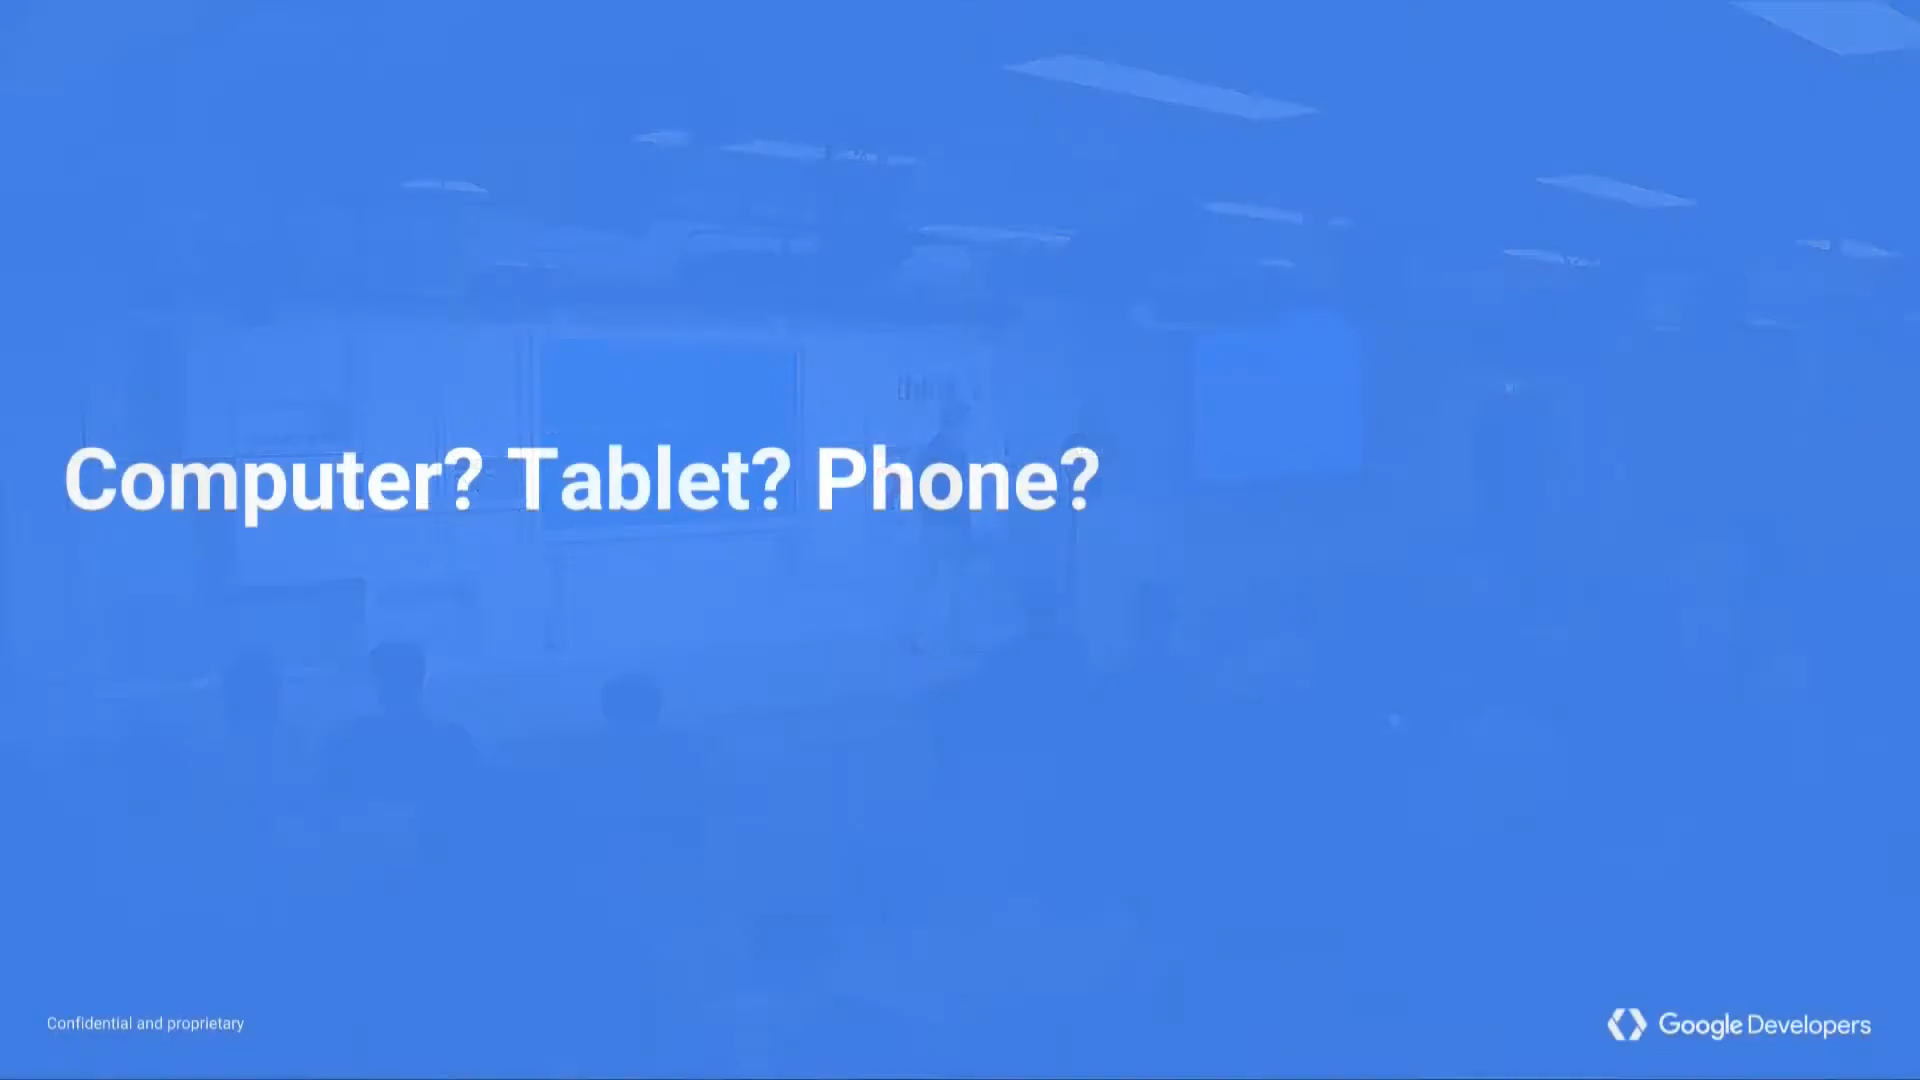 Computer? Tablet? Phone?
Confidential and proprietary
Google Developers